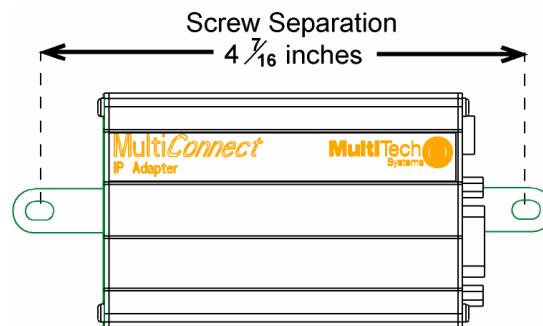 Screw Separation
4 7/16 inches
MultiConnect
IP Adapter
MultiTech
Systems